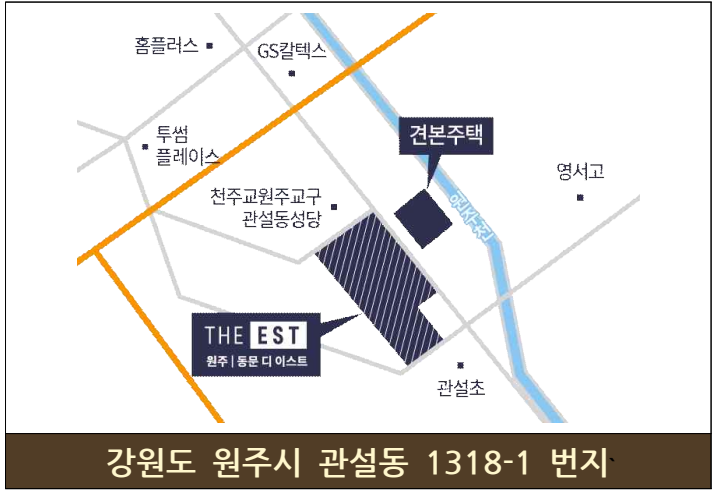 홈플러스
GS칼텍스
견본주택
투썸
플레이스
영서고
천주교원주교구
관설동성당
원주천
THE EST
원주 | 동문 디 이스트
관설초
강원도 원주시 관설동 1318-1 번지`